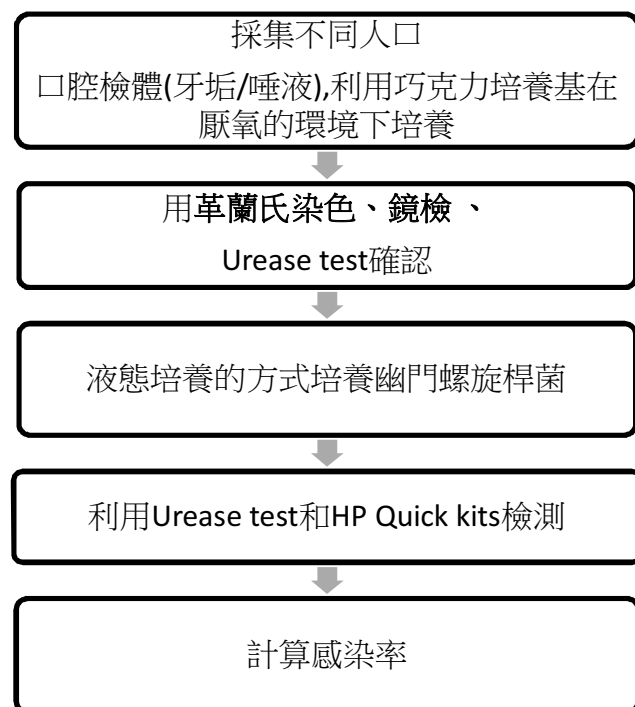 採集不同人口
口腔檢體(牙垢/唾液),利用巧克力培養基在
厭氧的環境下培養
用革蘭氏染色、鏡檢 、
Urease test確認
液態培養的方式培養幽門螺旋桿菌
利用Urease test和HP Quick kits檢測
計算感染率